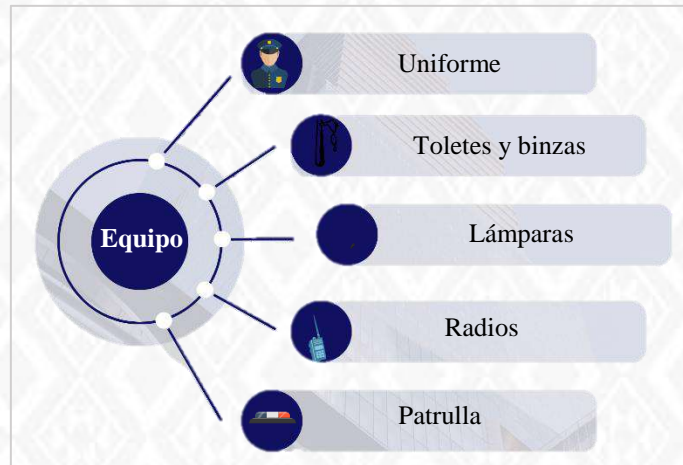 Uniforme
Toletes y binzas
Equipo
Lámparas
Radios
Patrulla